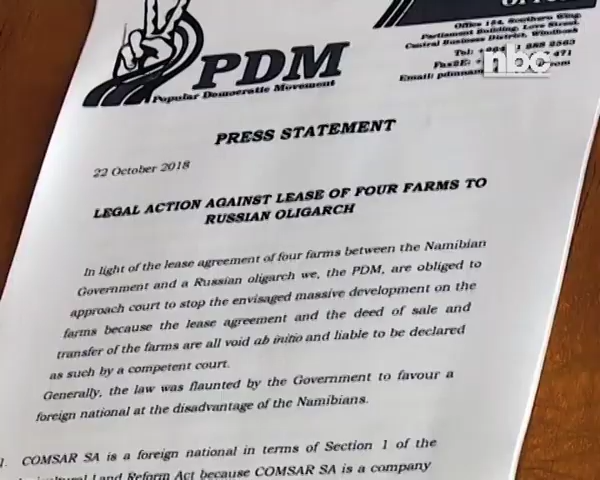 Office 154, Southern Wing,
Parliament Building, Love Street,
Central Business District, Windhoek
nbc
PDM
Popular Democratic Movement
PRESS STATEMENT
22 October 2018
LEGAL ACTION AGAINST LEASE OF FOUR FARMS TO
RUSSIAN OLIGARCH
In light of the lease agreement of four farms between the Namibian
Government and a Russian oligarch we, the PDM, are obliged to
approach court to stop the envisaged massive development on the
farms because the lease agreement and the deed of sale and
transfer of the farms are all void ab initio and liable to be declared
as such by a competent court.
Generally, the law was flaunted by the Government to favour a
foreign national at the disadvantage of the Namibians.
COMSAR SA is a foreign national in terms of Section 1 of the
Land Reform Act because COMSAR SA is a company